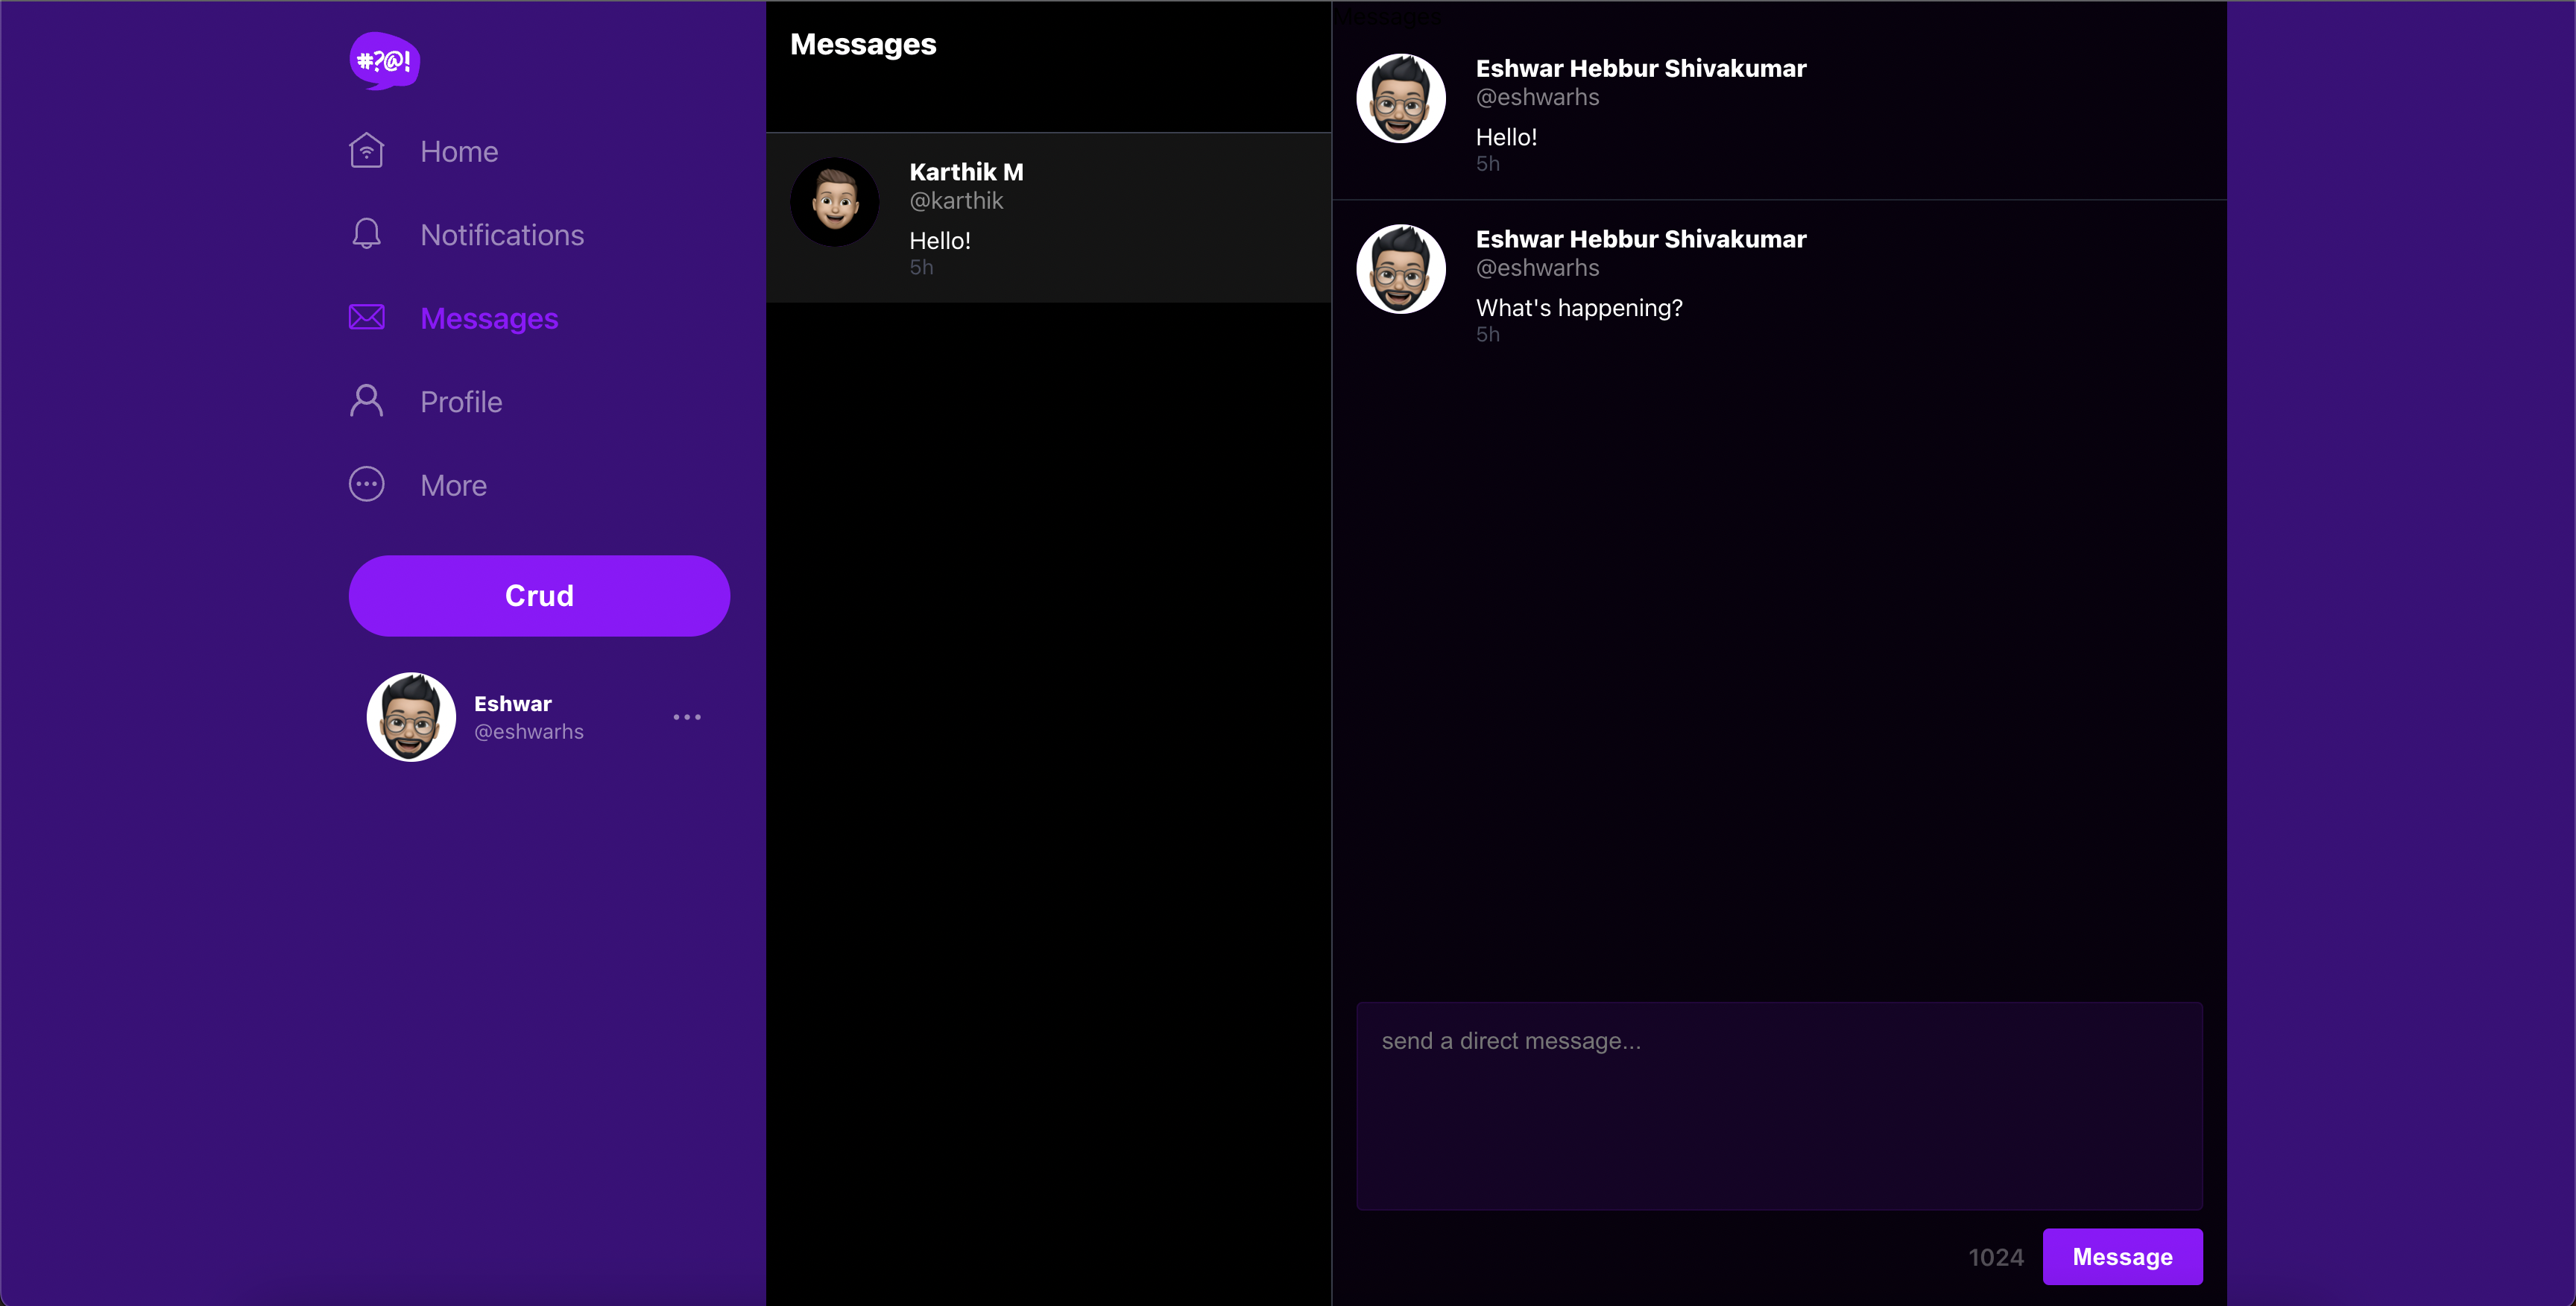 #?@!
Home
Notifications
Messages
Profile
More
Crud
Eshwar
@eshwarhs
Messages
Karthik M
@karthik
Hello!
5h
Messages
Eshwar Hebbur Shivakumar
@eshwarhs
Hello!
5h
Eshwar Hebbur Shivakumar
@eshwarhs
What's happening?
5h
send a direct message...
1024
Message